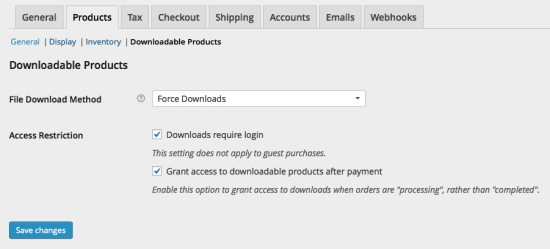 General Products Tax Checkout Shipping Accounts Emails Webhooks
General | Display | Inventory | Downloadable Products
Downloadable Products
File Download Method Force Downloads
Access Restriction Downloads require login
This setting does not apply to guest purchases.
Grant access to downloadable products after payment
Enable this option to grant access to downloads when orders are "processing", rather than "completed".
Save changes